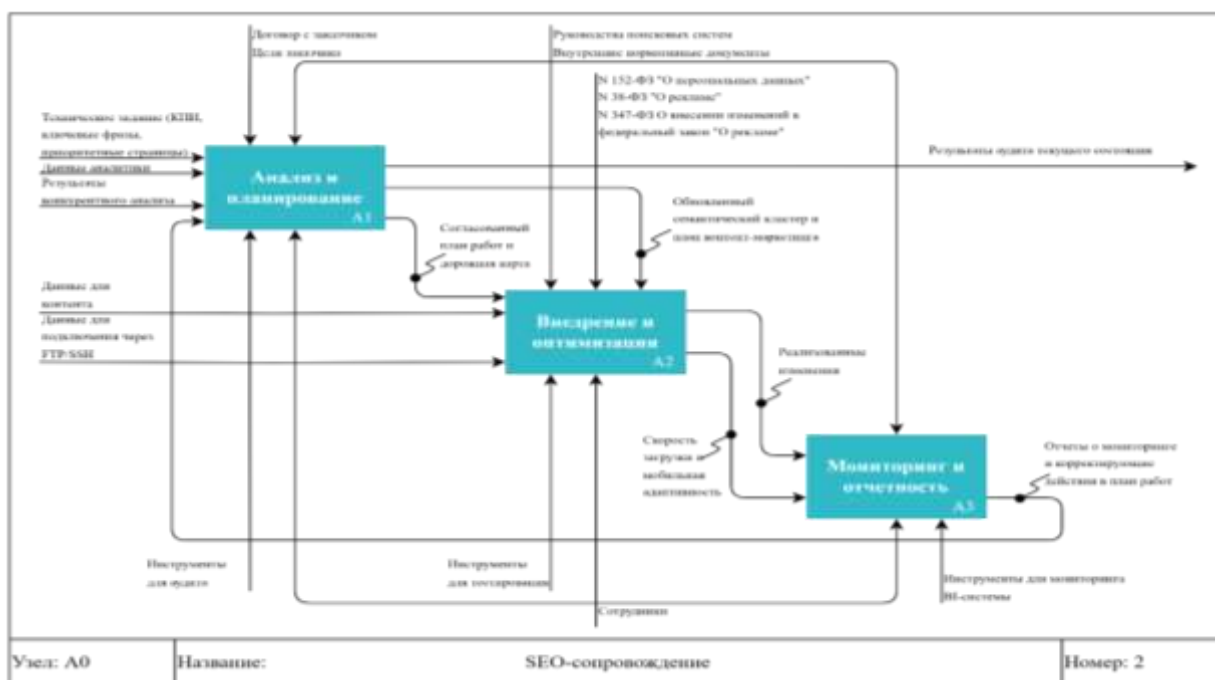 Договор с заказчиком
Цели заказчика
Руководства поисковых систем
Внутренние нормативные документы
N 152-ФЗ "О персональных данных"
N 38-ФЗ "О рекламе"
N 347-ФЗ О внесении изменений в
федеральный закон "О рекламе"
Техническое задание (КПИ,
ключевые фразы,
приоритетные страницы)
Данные аналитики
Результаты
конкурентного анализа
Анализ и
планирование
А1
Результаты аудита текущего состояния
Согласованный
план работ и
дорожная карта
Обновленный
семантический кластер и
план контент-маркетинга
Данные для
контента
Данные для
подключения через
FTP/SSH
Внедрение и
оптимизация
А2
Реализованные
изменения
Скорость
загрузки и
мобильная
адаптивность
Мониторинг и
отчетность
А3
Отчеты о мониторинге
и корректирующие
действия в план работ
Инструменты
для аудита
Инструменты
для тестирования
Сотрудники
Инструменты для мониторинга
BI-системы
Узел: А0
Название:
SEO-сопровождение
Номер: 2